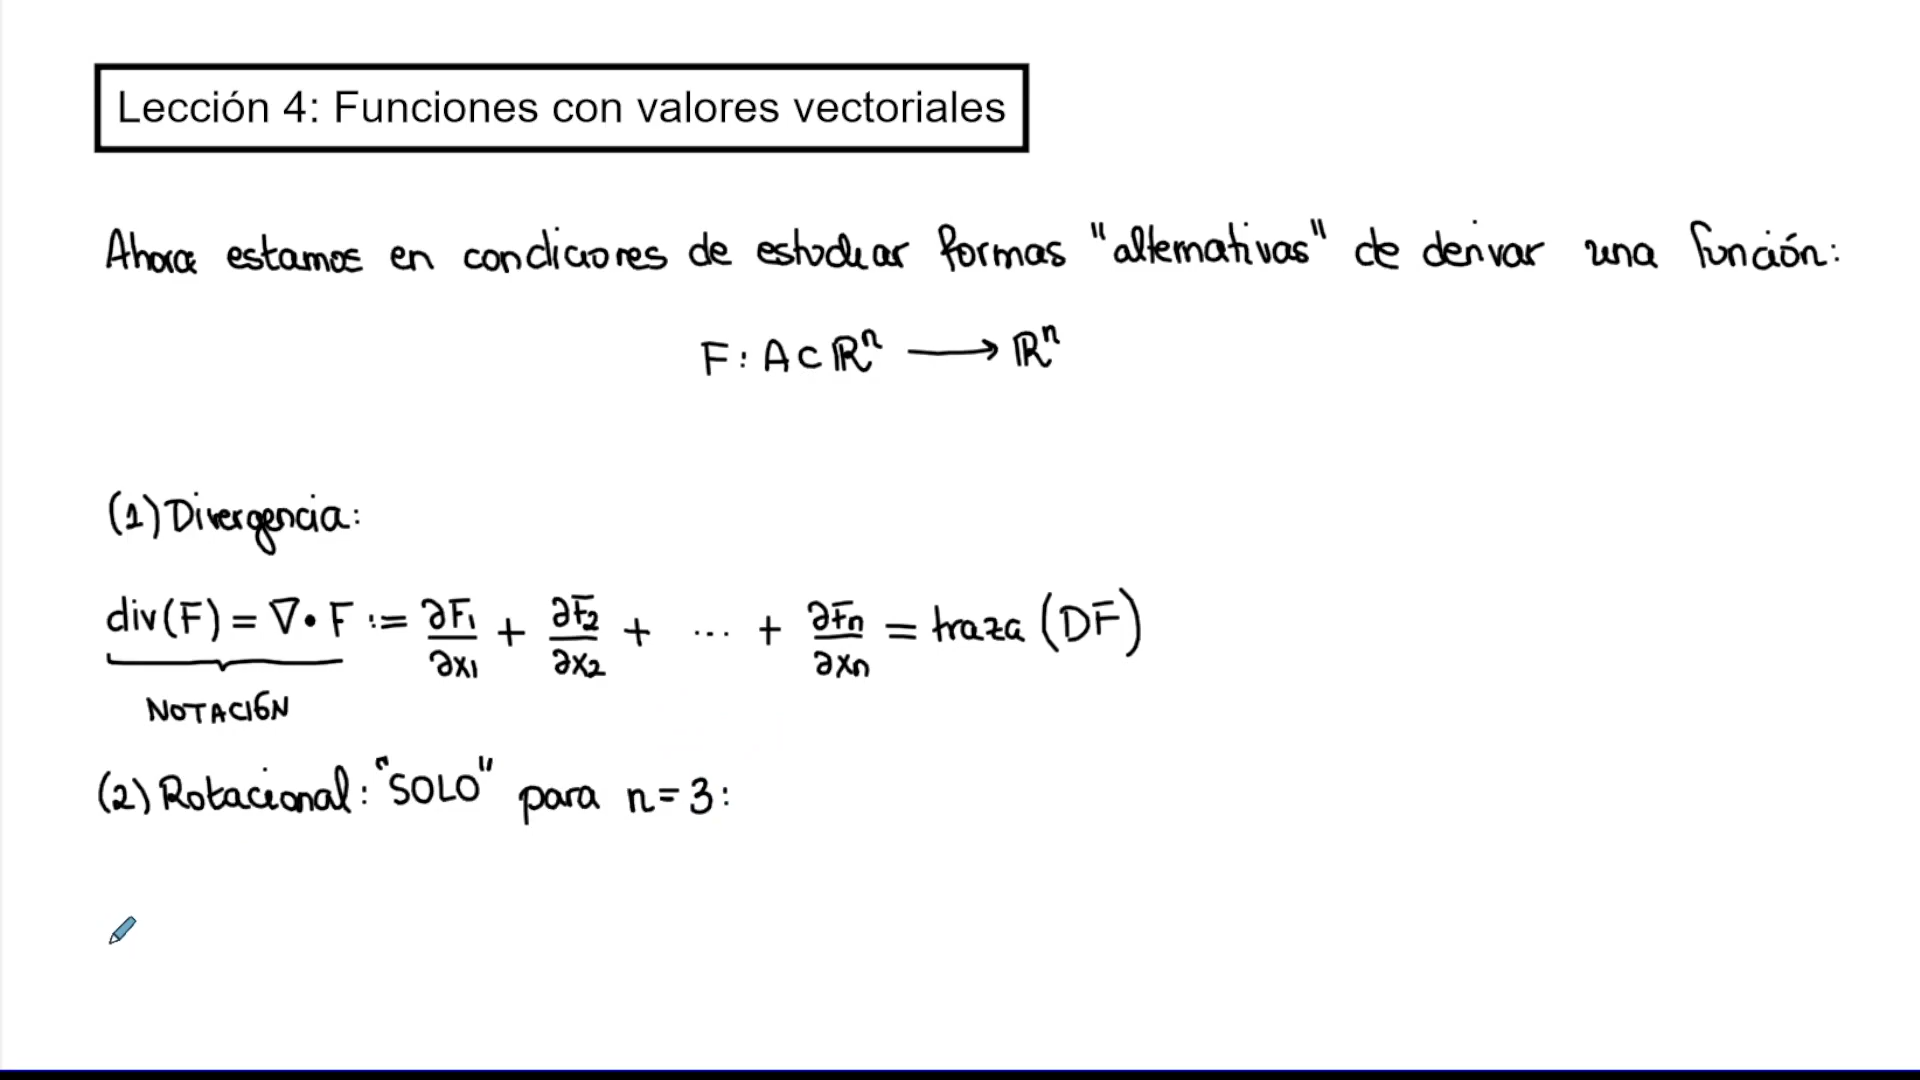 Lección 4: Funciones con valores vectoriales
Ahora estamos en condiciones de estudiar formas "alternativas" de derivar una función:
F : A ⊂ ℝⁿ ⟶ ℝⁿ
(1) Divergencia:
div(F) = ∇• F := ∂F₁/∂x₁ + ∂F₂/∂x₂ + ... + ∂Fₙ/∂xₙ = traza (DF)
NOTACIÓN
(2) Rotacional: "SOLO" para n=3: